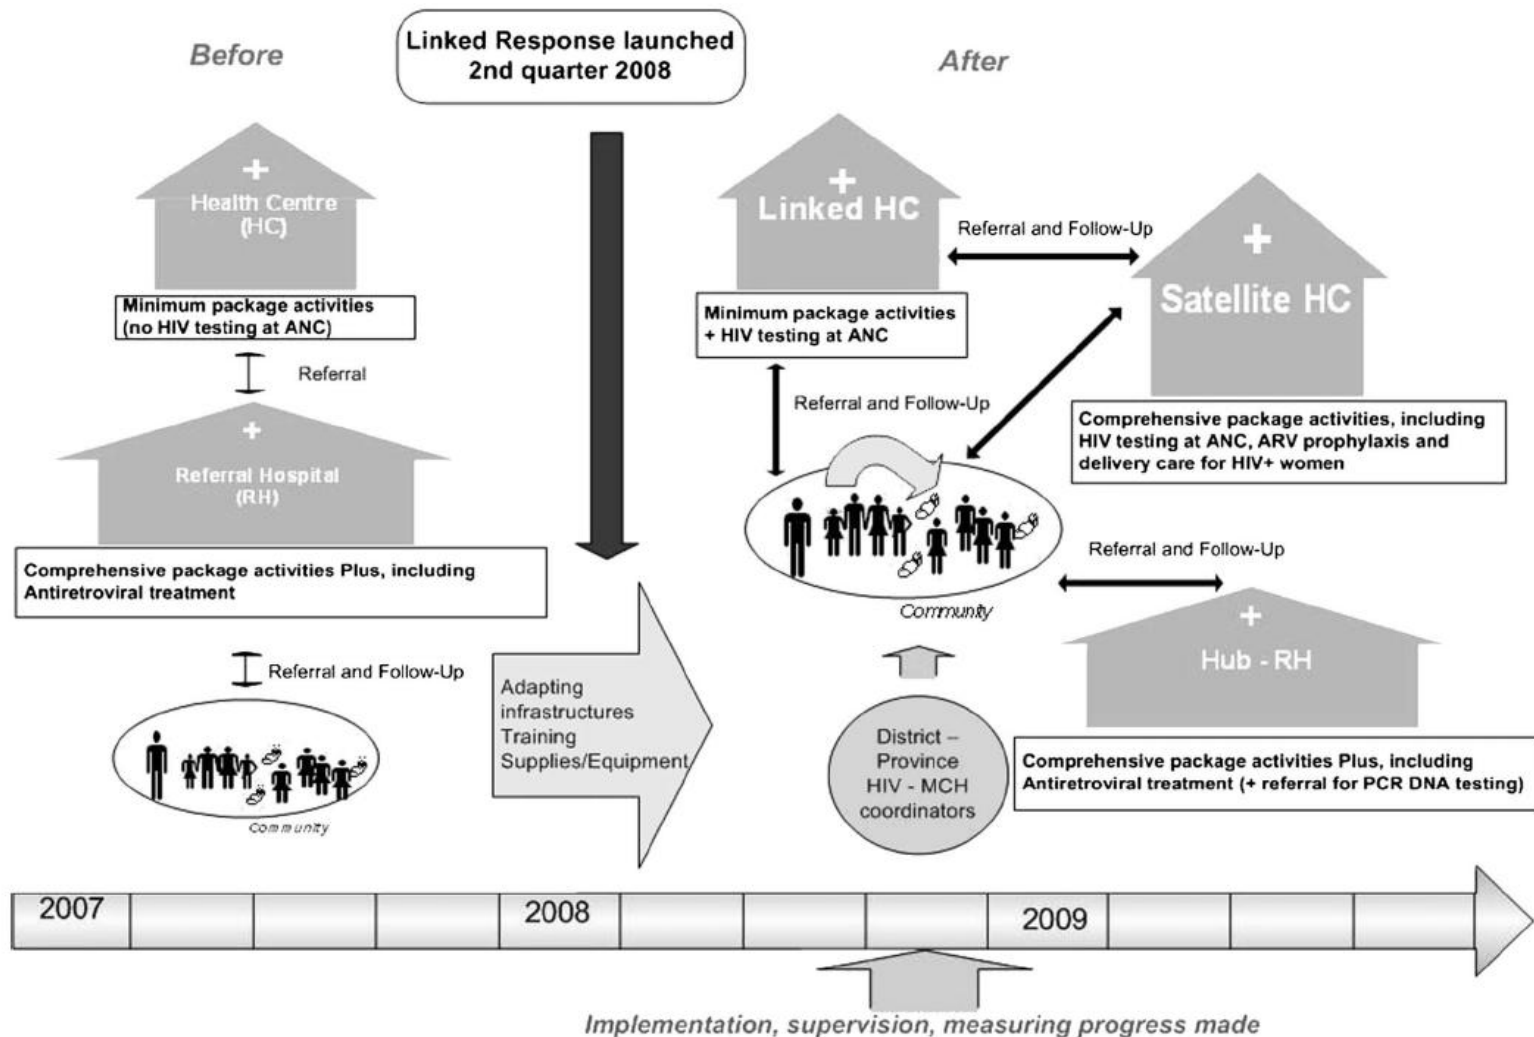 Before
Linked Response launched
2nd quarter 2008
After
Health Centre
(HC)
Minimum package activities
(no HIV testing at ANC)
Referral
Referral Hospital
(RH)
Comprehensive package activities Plus, including
Antiretroviral treatment
Referral and Follow-Up
Community
Adapting
infrastructures
Training
Supplies/Equipment
Linked HC
Minimum package activities
+ HIV testing at ANC
Referral and Follow-Up
Satellite HC
Comprehensive package activities, including
HIV testing at ANC, ARV prophylaxis and
delivery care for HIV+ women
Referral and Follow-Up
Community
Referral and Follow-Up
Hub - RH
Comprehensive package activities Plus, including
Antiretroviral treatment (+ referral for PCR DNA testing)
District –
Province
HIV - MCH
coordinators
2007
2008
2009
Implementation, supervision, measuring progress made